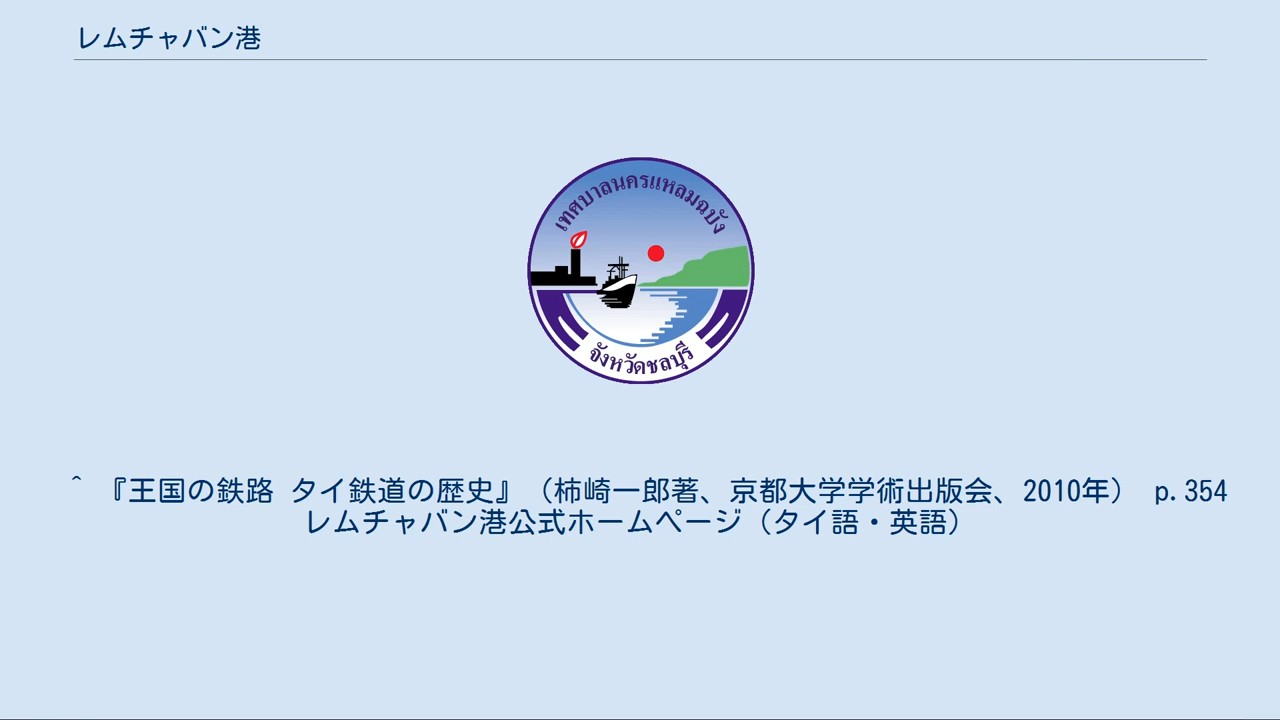 レムチャバン港
เทศบาลนครแหลมฉบัง
จังหวัดชลบุรี
^ 『王国の鉄路 タイ鉄道の歴史』（柿崎一郎著、京都大学学術出版会、2010年） p.354
レムチャバン港公式ホームページ（タイ語・英語）